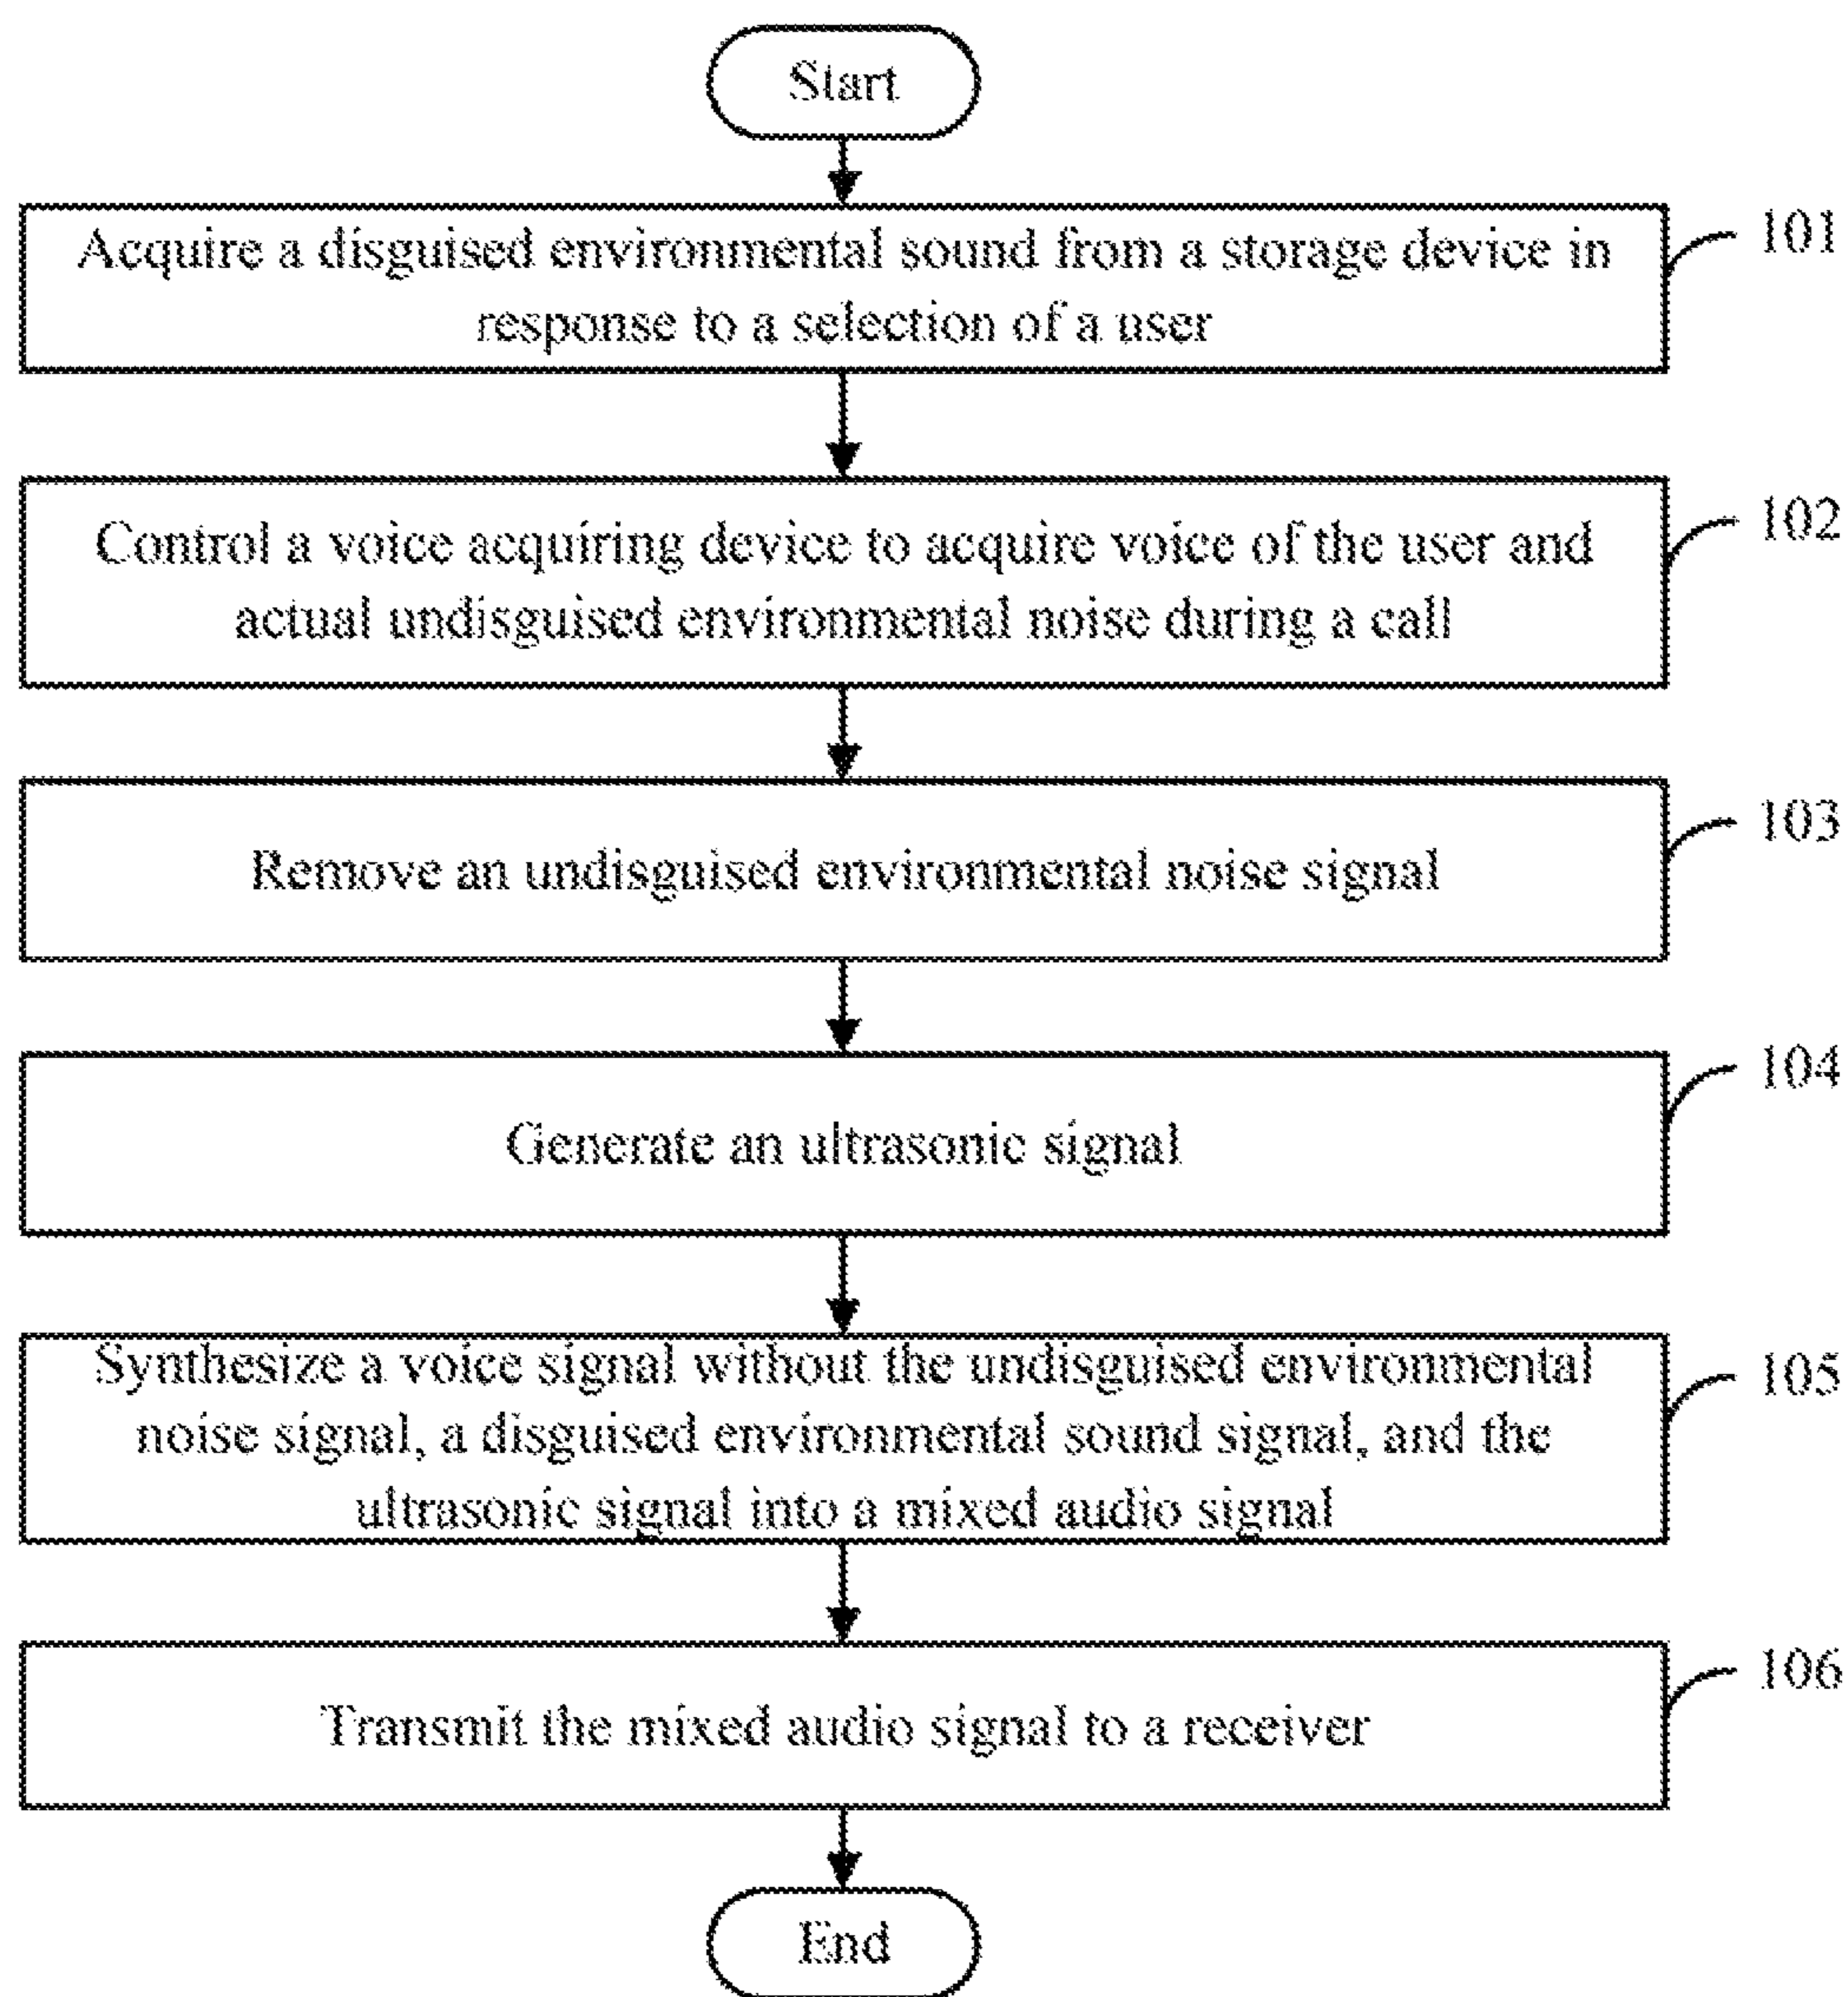 Start
Acquire a disguised environmental sound from a storage device in
response to a selection of a user
101
Control a voice acquiring device to acquire voice of the user and
actual undisguised environmental noise during a call
102
Remove an undisguised environmental noise signal
103
Generate an ultrasonic signal
104
Synthesize a voice signal without the undisguised environmental
noise signal, a disguised environmental sound signal, and the
ultrasonic signal into a mixed audio signal
105
Transmit the mixed audio signal to a receiver
106
End